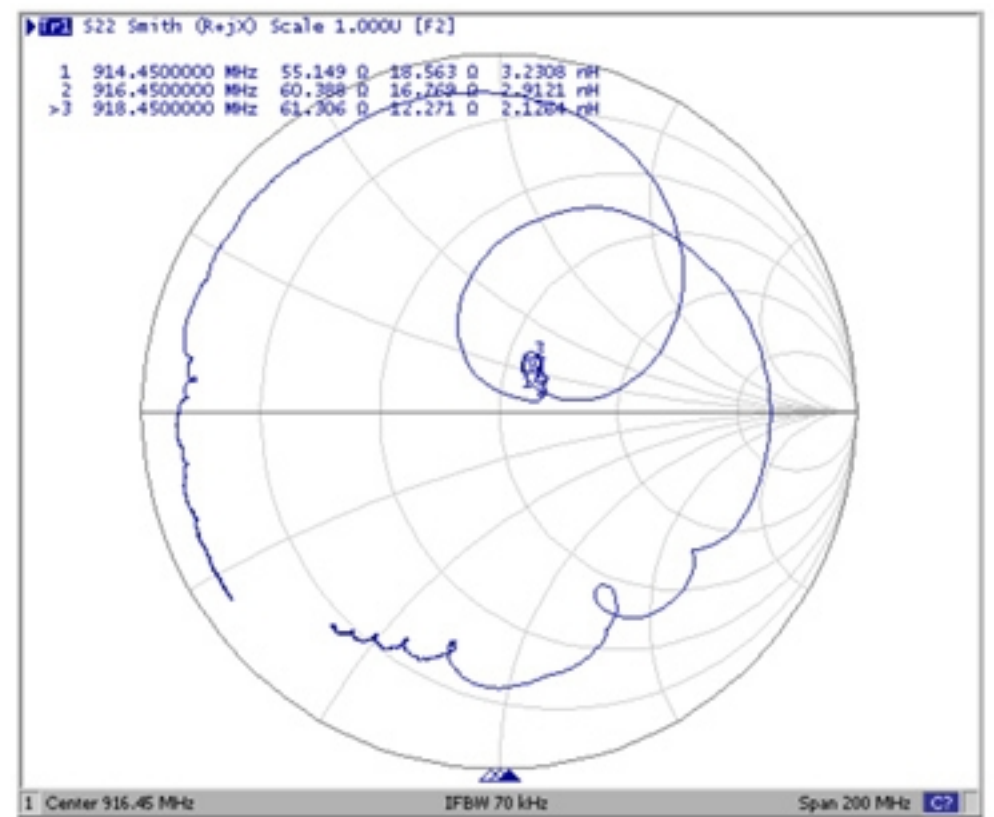 Tr1 S22 Smith (R+jX) Scale 1.000U [F2]
1 914.4500000 MHz 55.149 Ω 18.563 Ω 3.2308 nH
2 916.4500000 MHz 60.388 Ω 16.769 Ω 2.9121 nH
>3 918.4500000 MHz 61.306 Ω 12.271 Ω 2.1264 nH
1 Center 916.45 MHz IFBW 70 kHz Span 200 MHz C?